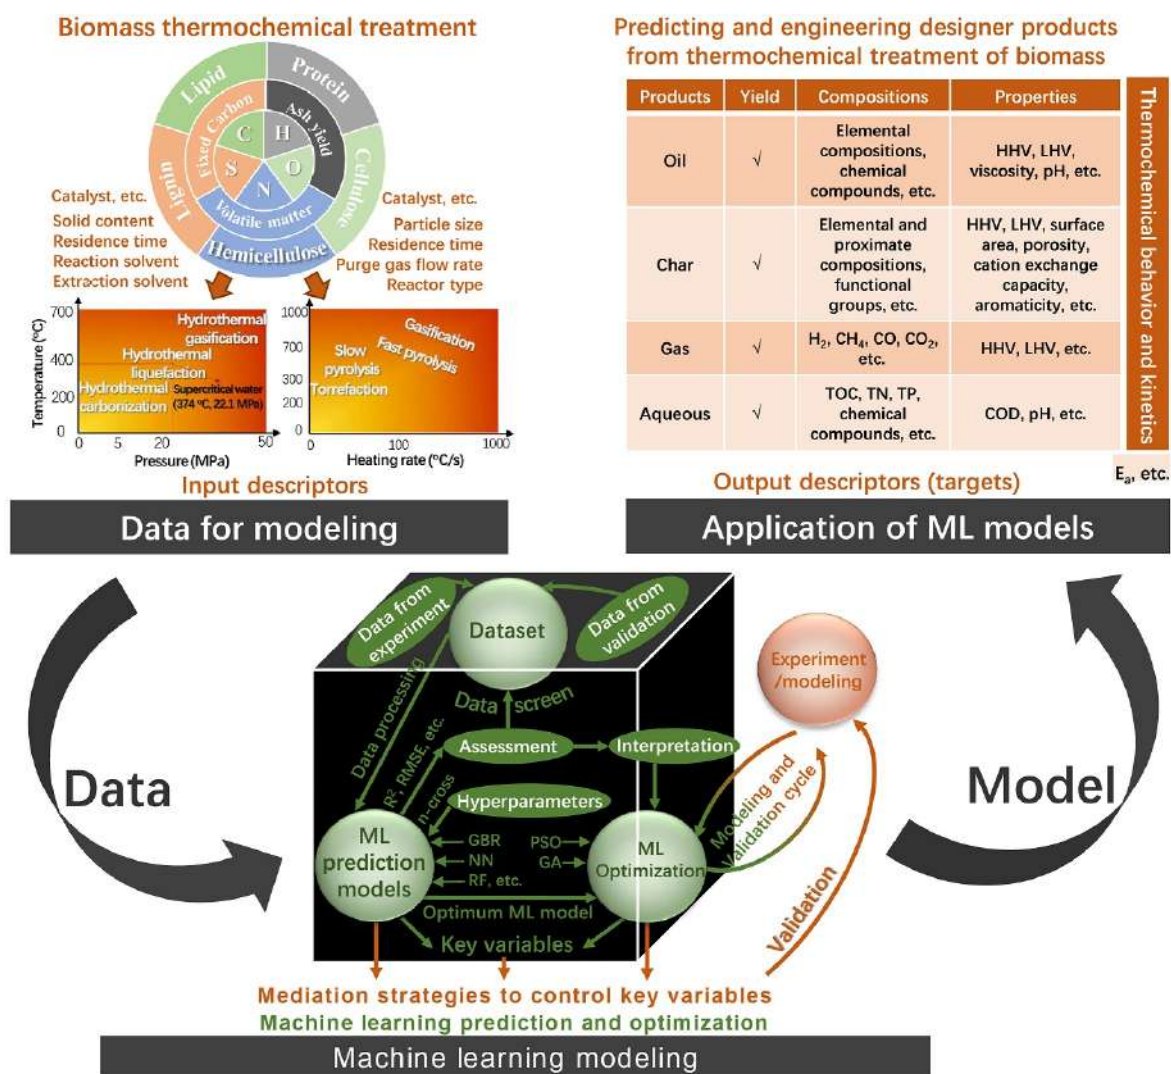 Biomass thermochemical treatment
Lipid
Protein
Fixed Carbon
Ash yield
C
H
S
O
N
Lignin
Cellulose
Volatile matter
Hemicellulose
Catalyst, etc.
Solid content
Residence time
Reaction solvent
Extraction solvent
Catalyst, etc.
Particle size
Residence time
Purge gas flow rate
Reactor type
Temperature (°C)
700
400
200
0
Hydrothermal
gasification
Hydrothermal
liquefaction
Hydrothermal
carbonization
Supercritical water
(374 °C, 22.1 MPa)
0 5 20 50
Pressure (MPa)
1000
700
300
200
0
Gasification
Fast pyrolysis
Slow
pyrolysis
Torrefaction
0 100 1000
Heating rate (°C/s)
Input descriptors
Data for modeling
Predicting and engineering designer products
from thermochemical treatment of biomass
Products Yield Compositions Properties
Oil
√
Elemental
compositions,
chemical
compounds, etc.
HHV, LHV,
viscosity, pH, etc.
Char
√
Elemental and
proximate
compositions,
functional
groups, etc.
HHV, LHV, surface
area, porosity,
cation exchange
capacity,
aromaticity, etc.
Gas
√
H₂, CH₄, CO, CO₂,
etc.
HHV, LHV, etc.
Aqueous
√
TOC, TN, TP,
chemical
compounds, etc.
COD, pH, etc.
Thermochemical behavior and kinetics
Eₐ, etc.
Output descriptors (targets)
Application of ML models
Data
Model
Data from
experiment
Dataset
Data from
validation
Data processing
Data screen
R², RMSE, etc.
Assessment
Interpretation
n-cross
Hyperparameters
ML
prediction
models
GBR
NN
RF, etc.
PSO
GA
ML
Optimization
Optimum ML model
Key variables
Experiment
/modeling
Modeling and
Validation cycle
Validation
Mediation strategies to control key variables
Machine learning prediction and optimization
Machine learning modeling